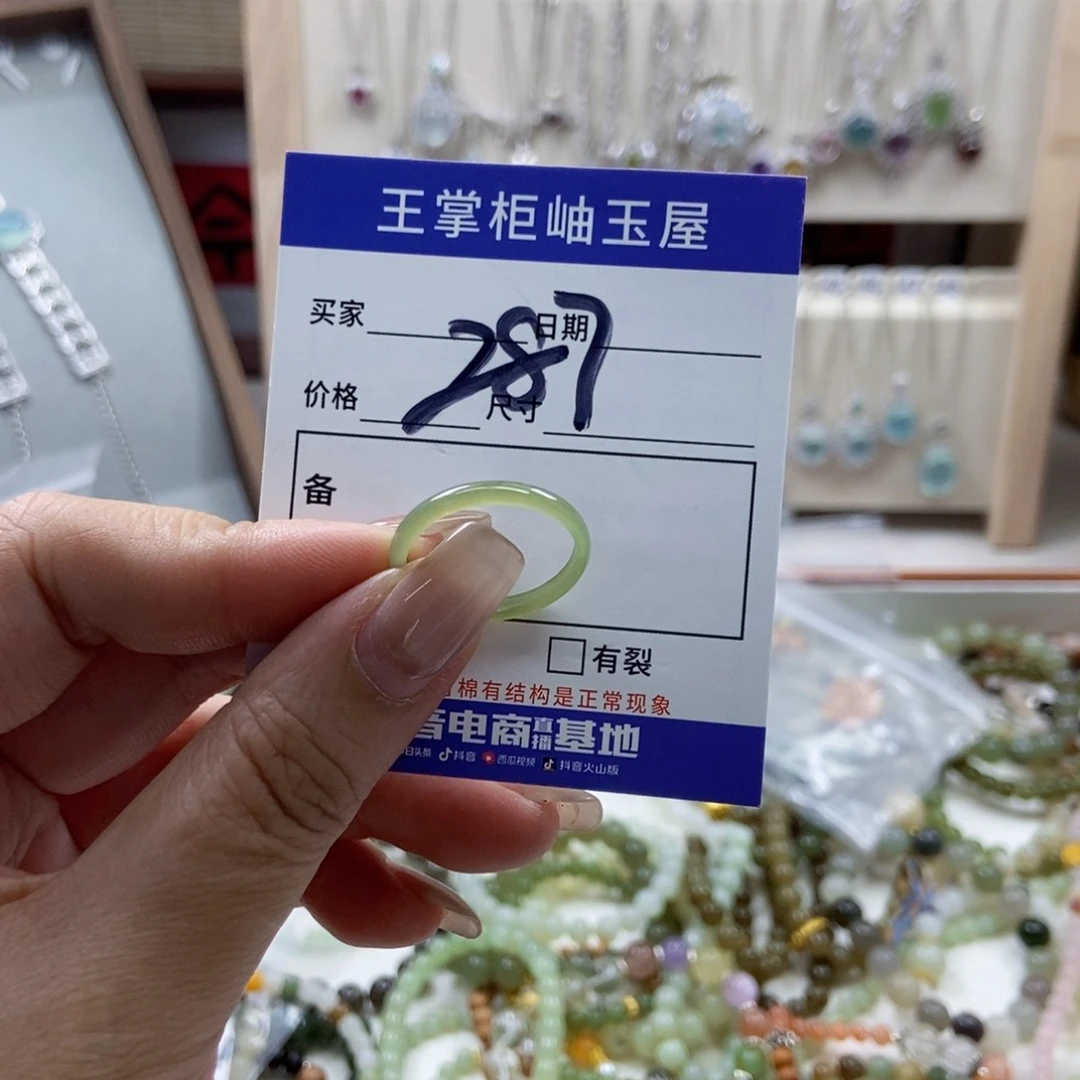 王掌柜岫玉屋
买家 日期
287
价格 尺寸
备
有裂
棉有结构是正常现象
音电商直播基地
日头条 抖音 西瓜视频 抖音火山版